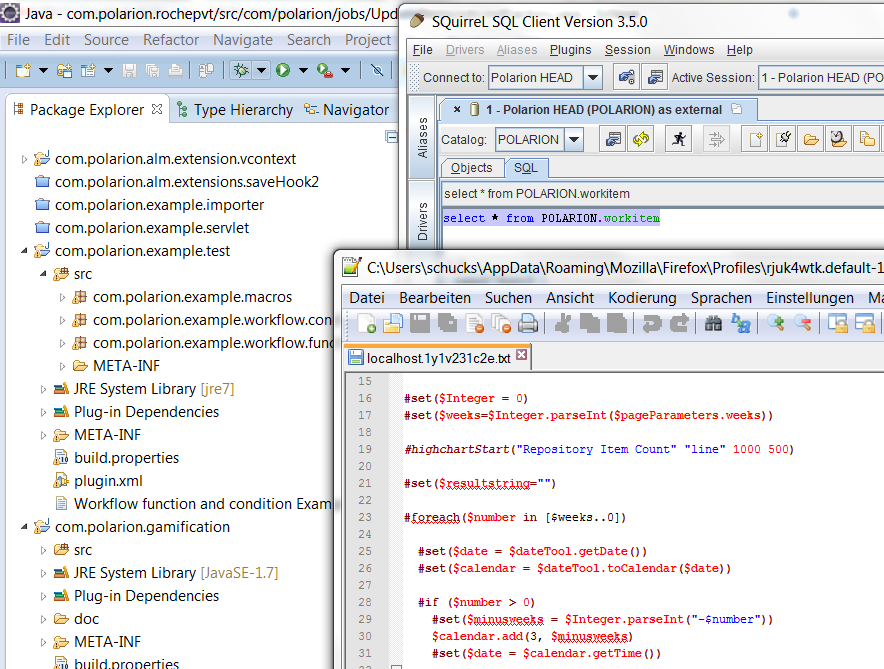 Java - com.polarion.rochepvt/src/com/polarion/jobs/Upd
File Edit Source Refactor Navigate Search Project
Package Explorer Type Hierarchy Navigator
com.polarion.alm.extension.vcontext
com.polarion.alm.extensions.saveHook2
com.polarion.example.importer
com.polarion.example.servlet
com.polarion.example.test
src
com.polarion.example.macros
com.polarion.example.workflow.con
com.polarion.example.workflow.fun
META-INF
JRE System Library [jre7]
Plug-in Dependencies
META-INF
build.properties
plugin.xml
Workflow function and condition Exam
com.polarion.gamification
src
JRE System Library [JavaSE-1.7]
Plug-in Dependencies
doc
META-INF
build.properties
SQuirreL SQL Client Version 3.5.0
File Drivers Aliases Plugins Session Windows Help
Connect to: Polarion HEAD Active Session: 1 - Polarion HEAD (PO
Aliases
Drivers
1 - Polarion HEAD (POLARION) as external
Catalog: POLARION
Objects SQL
select * from POLARION.workitem
select * from POLARION.workitem
C:\Users\schucks\AppData\Roaming\Mozilla\Firefox\Profiles\rjuk4wtk.default-1
Datei Bearbeiten Suchen Ansicht Kodierung Sprachen Einstellungen Ma
localhost.1y1v231c2e.txt
15
16 #set($Integer = 0)
17 #set($weeks=$Integer.parseInt($pageParameters.weeks))
18
19 #highchartStart("Repository Item Count" "line" 1000 500)
20
21 #set($resultstring="")
22
23 #foreach($number in [$weeks..0])
24
25 #set($date = $dateTool.getDate())
26 #set($calendar = $dateTool.toCalendar($date))
27
28 #if ($number > 0)
29 #set($minusweeks = $Integer.parseInt("-$number"))
30 $calendar.add(3, $minusweeks)
31 #set($date = $calendar.getTime())